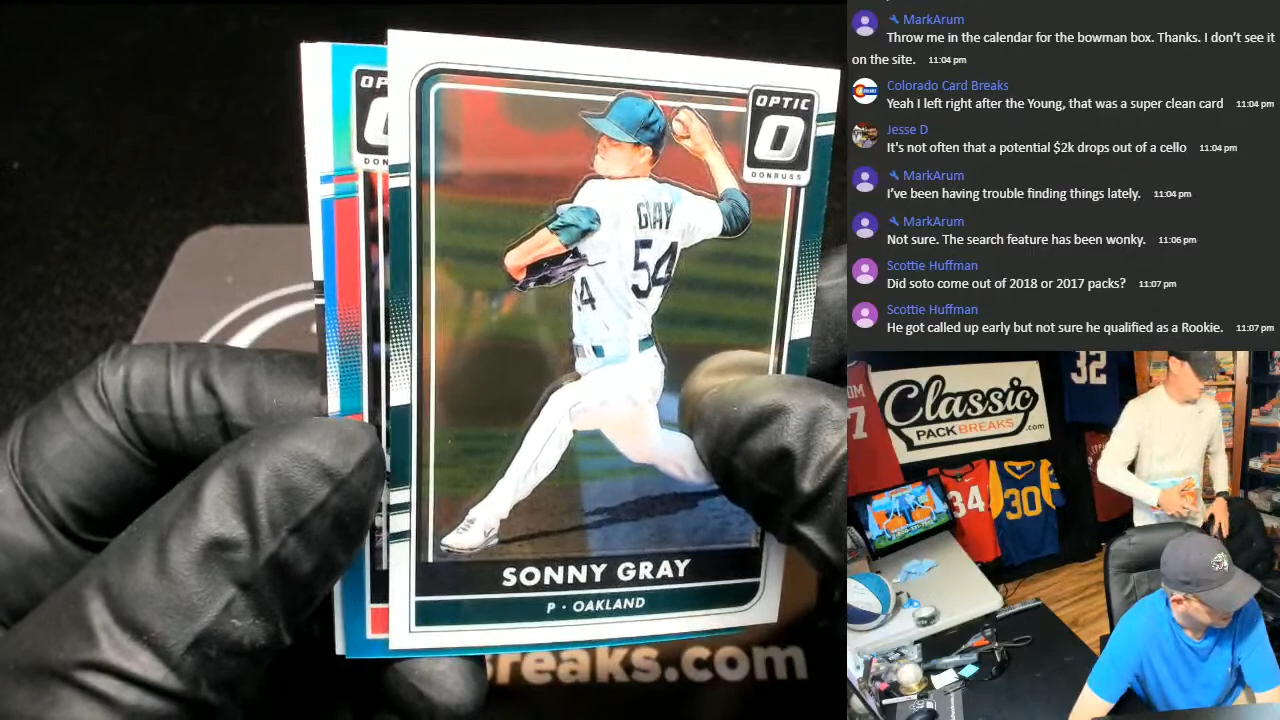 OPTIC
O
DONRUSS
OP
DON
GRAY
54
4
SONNY GRAY
P · OAKLAND
Breaks.com
MarkArum
Throw me in the calendar for the bowman box. Thanks. I don't see it
on the site. 11:04 pm
Colorado Card Breaks
Yeah I left right after the Young, that was a super clean card 11:04 pm
Jesse D
It's not often that a potential $2k drops out of a cello 11:04 pm
MarkArum
I've been having trouble finding things lately. 11:04 pm
MarkArum
Not sure. The search feature has been wonky. 11:06 pm
Scottie Huffman
Did soto come out of 2018 or 2017 packs? 11:07 pm
Scottie Huffman
He got called up early but not sure he qualified as a Rookie. 11:07 pm
Classic
PACKBREAKS.com
OM
7
32
34
30